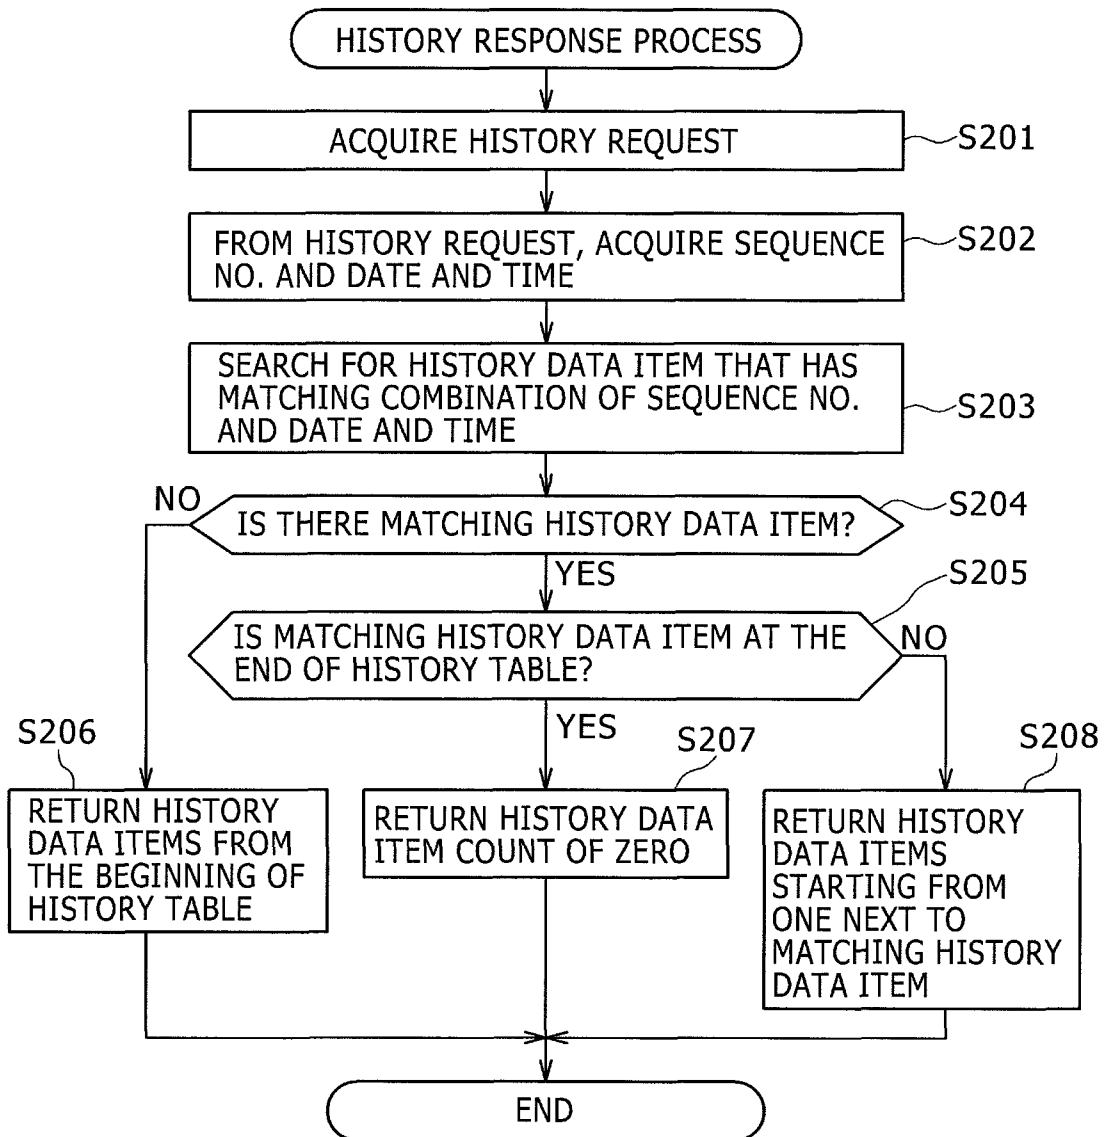 HISTORY RESPONSE PROCESS
ACQUIRE HISTORY REQUEST
S201
FROM HISTORY REQUEST, ACQUIRE SEQUENCE
NO. AND DATE AND TIME
S202
SEARCH FOR HISTORY DATA ITEM THAT HAS
MATCHING COMBINATION OF SEQUENCE NO.
AND DATE AND TIME
S203
NO
IS THERE MATCHING HISTORY DATA ITEM?
S204
YES
S205
IS MATCHING HISTORY DATA ITEM AT THE
END OF HISTORY TABLE?
NO
YES
S206
RETURN HISTORY
DATA ITEMS FROM
THE BEGINNING OF
HISTORY TABLE
S207
RETURN HISTORY DATA
ITEM COUNT OF ZERO
S208
RETURN HISTORY
DATA ITEMS
STARTING FROM
ONE NEXT TO
MATCHING HISTORY
DATA ITEM
END